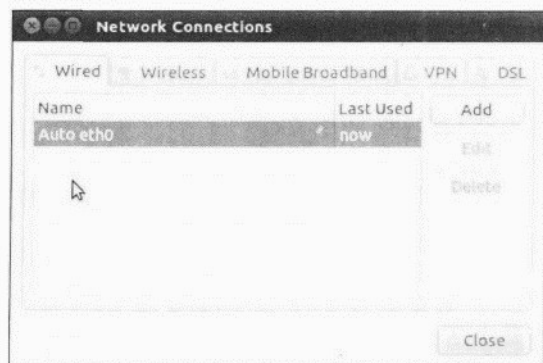 Network Connections
Wired Wireless Mobile Broadband VPN DSL
Name Last Used Add
Auto eth0 now
Edit
Delete
Close